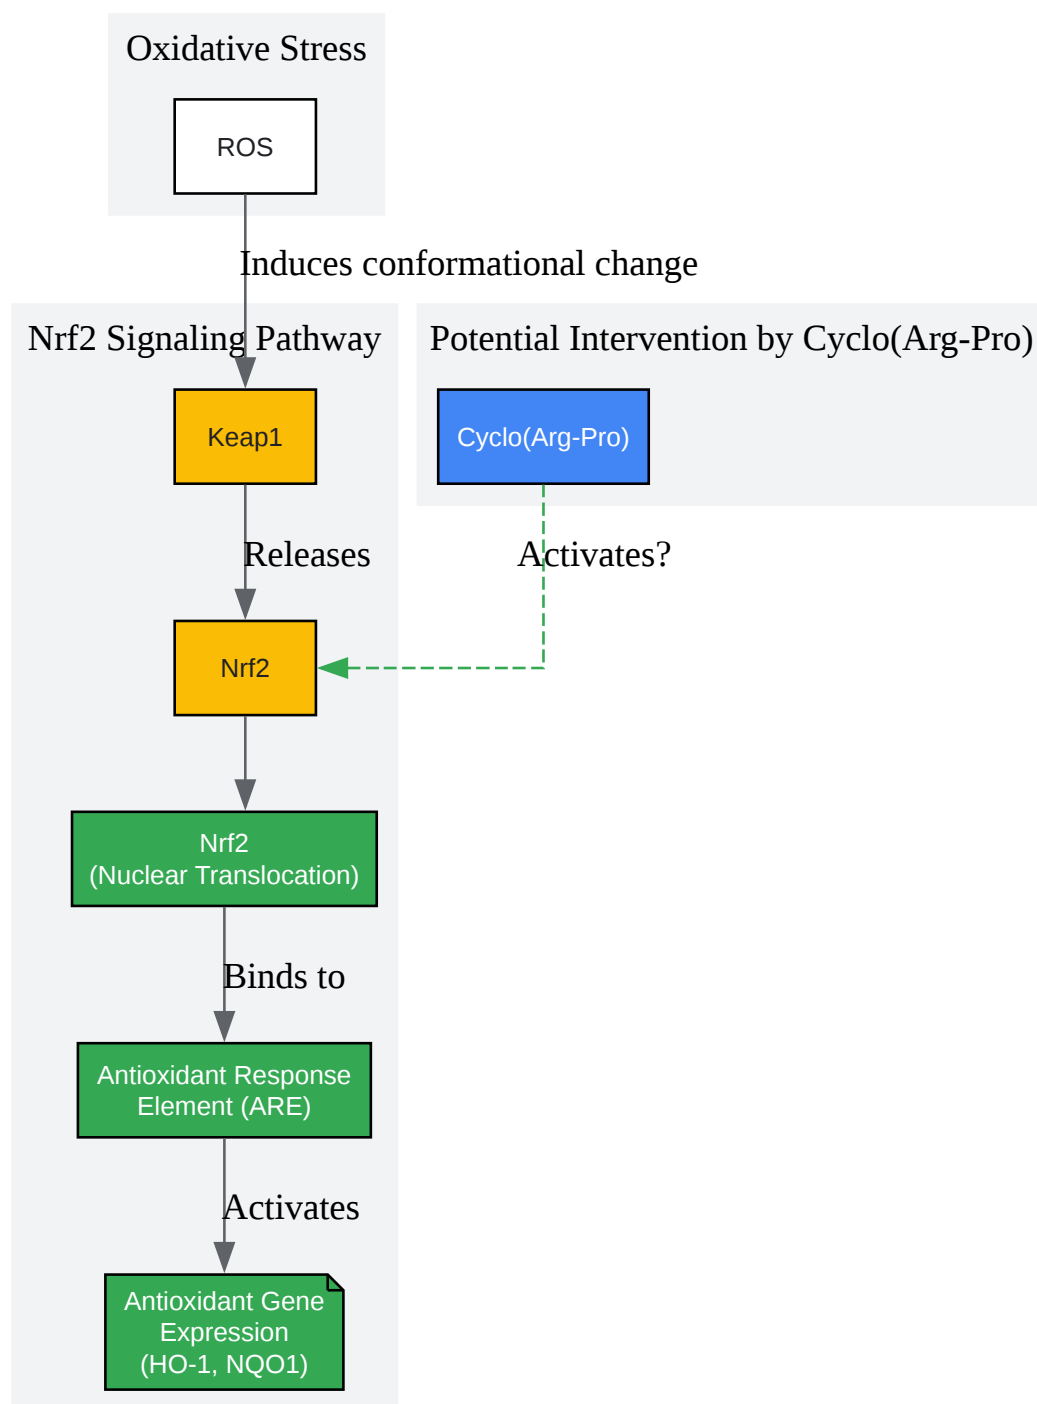 Oxidative Stress
ROS
Induces conformational change
Nrf2 Signaling Pathway
Potential Intervention by Cyclo(Arg-Pro)
Keap1
Cyclo(Arg-Pro)
Releases
Activates?
Nrf2
Nrf2
(Nuclear Translocation)
Binds to
Antioxidant Response
Element (ARE)
Activates
Antioxidant Gene
Expression
(HO-1, NQO1)